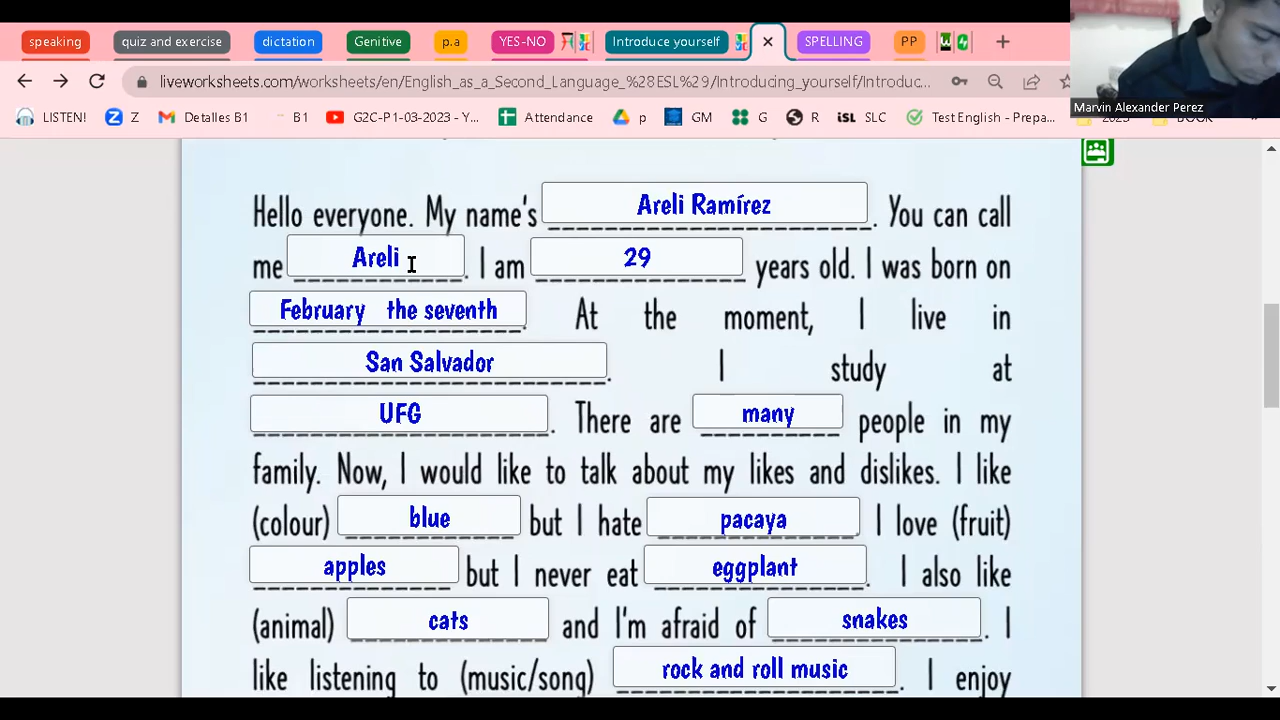 speaking quiz and exercise dictation Genitive p.a YES-NO Introduce yourself SPELLING PP
liveworksheets.com/worksheets/en/English_as_a_Second_Language_%28ESL%29/Introducing_yourself/Introduc...
Marvin Alexander Perez
LISTEN! Z Detalles B1 B1 G2C-P1-03-2023 - Y... Attendance p GM G R iSL SLC Test English - Prepa...
Hello everyone. My name's Areli Ramírez. You can call
me Areli. I am 29 years old. I was born on
February the seventh. At the moment, I live in
San Salvador. I study at
UFG. There are many people in my
family. Now, I would like to talk about my likes and dislikes. I like
(colour) blue but I hate pacaya. I love (fruit)
apples but I never eat eggplant. I also like
(animal) cats and I'm afraid of snakes. I
like listening to (music/song) rock and roll music. I enjoy